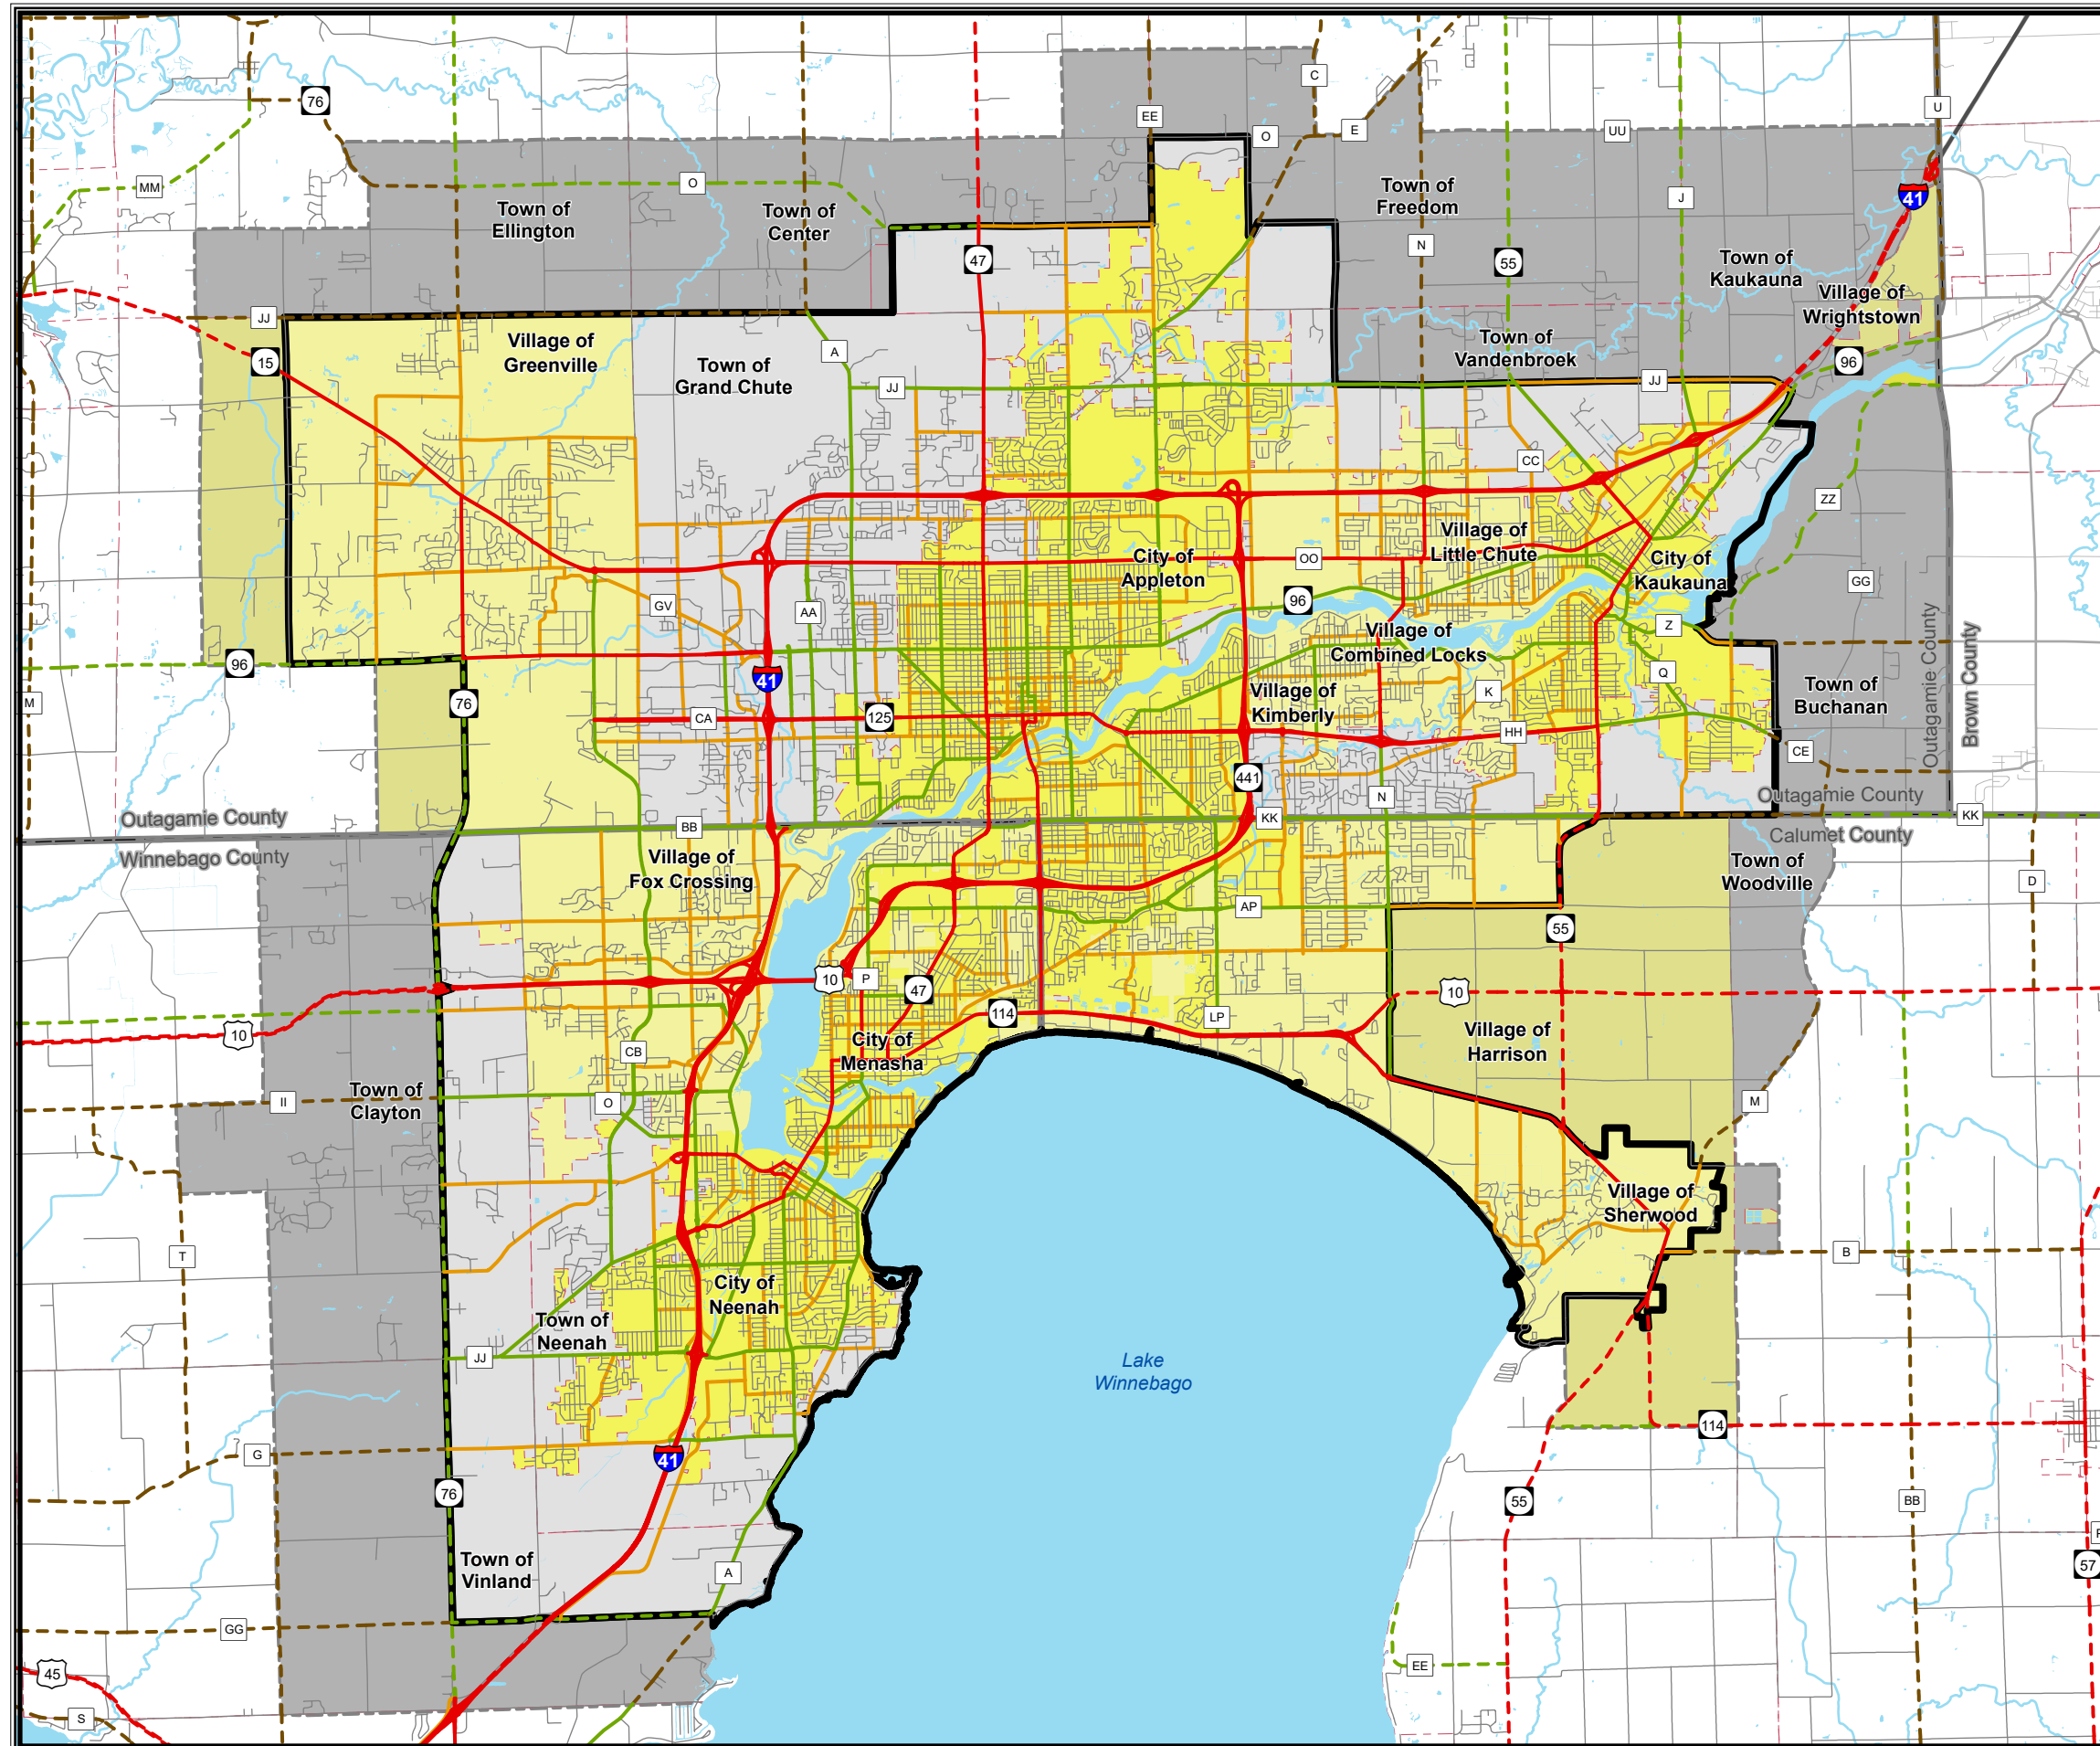 C
76
U
EE
E
UU
O
MM
O
Town of
Freedom
J
Town of
Ellington
Town of
Center
41
N
47
55
Town of
Kaukauna
Village of
Wrightstown
JJ
Village of
Greenville
Town of
Vandenbroek
A
15
96
Town of
Grand Chute
JJ
JJ
CC
ZZ
Village of
Little Chute
OO
City of
Appleton
City of
Kaukauna
GG
96
GV
AA
Z
Village of
Combined Locks
Outagamie County
Brown County
96
Q
41
Village of
Kimberly
K
Town of
Buchanan
M
76
CA
125
HH
CE
441
N
Outagamie County
Outagamie County
KK
KK
BB
Calumet County
Winnebago County
Village of
Fox Crossing
Town of
Woodville
D
AP
55
10
P
47
10
114
LP
10
Village of
Harrison
City of
Menasha
CB
Town of
Clayton
II
O
M
Village of
Sherwood
T
B
City of
Neenah
Town of
Neenah
JJ
Lake
Winnebago
114
G
41
76
55
BB
57
Town of
Vinland
A
GG
EE
45
S